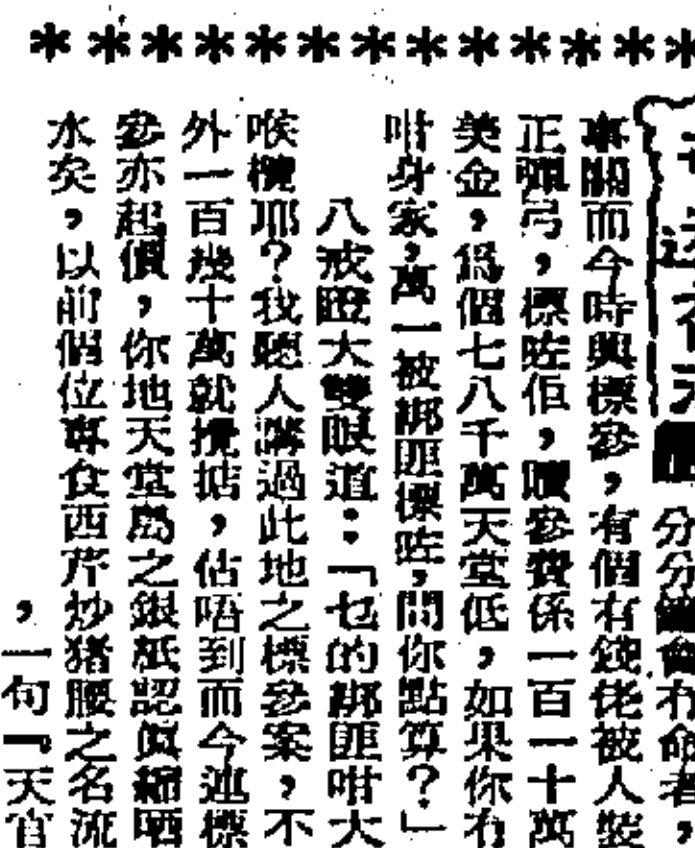 分分鐘會冇命者，
事關而今時興標參，有個有錢佬被人裝
正彈弓，標咗佢，贖參費係一百一十萬
美金，爲個七八千萬天堂低，如果你冇
咁身家，萬一被綁匪標咗，問你點算？」
八戒瞪大雙眼道：「乜的綁匪咁大
喉欖耶？我聽人講過此地之標參案，不
外一百幾十萬就攪掂，佔唔到而今連標
參亦起價，你地天堂島之銀紙認眞縮晒
水矣，以前個位專食西芹炒猪腰之名流
，一句『天官